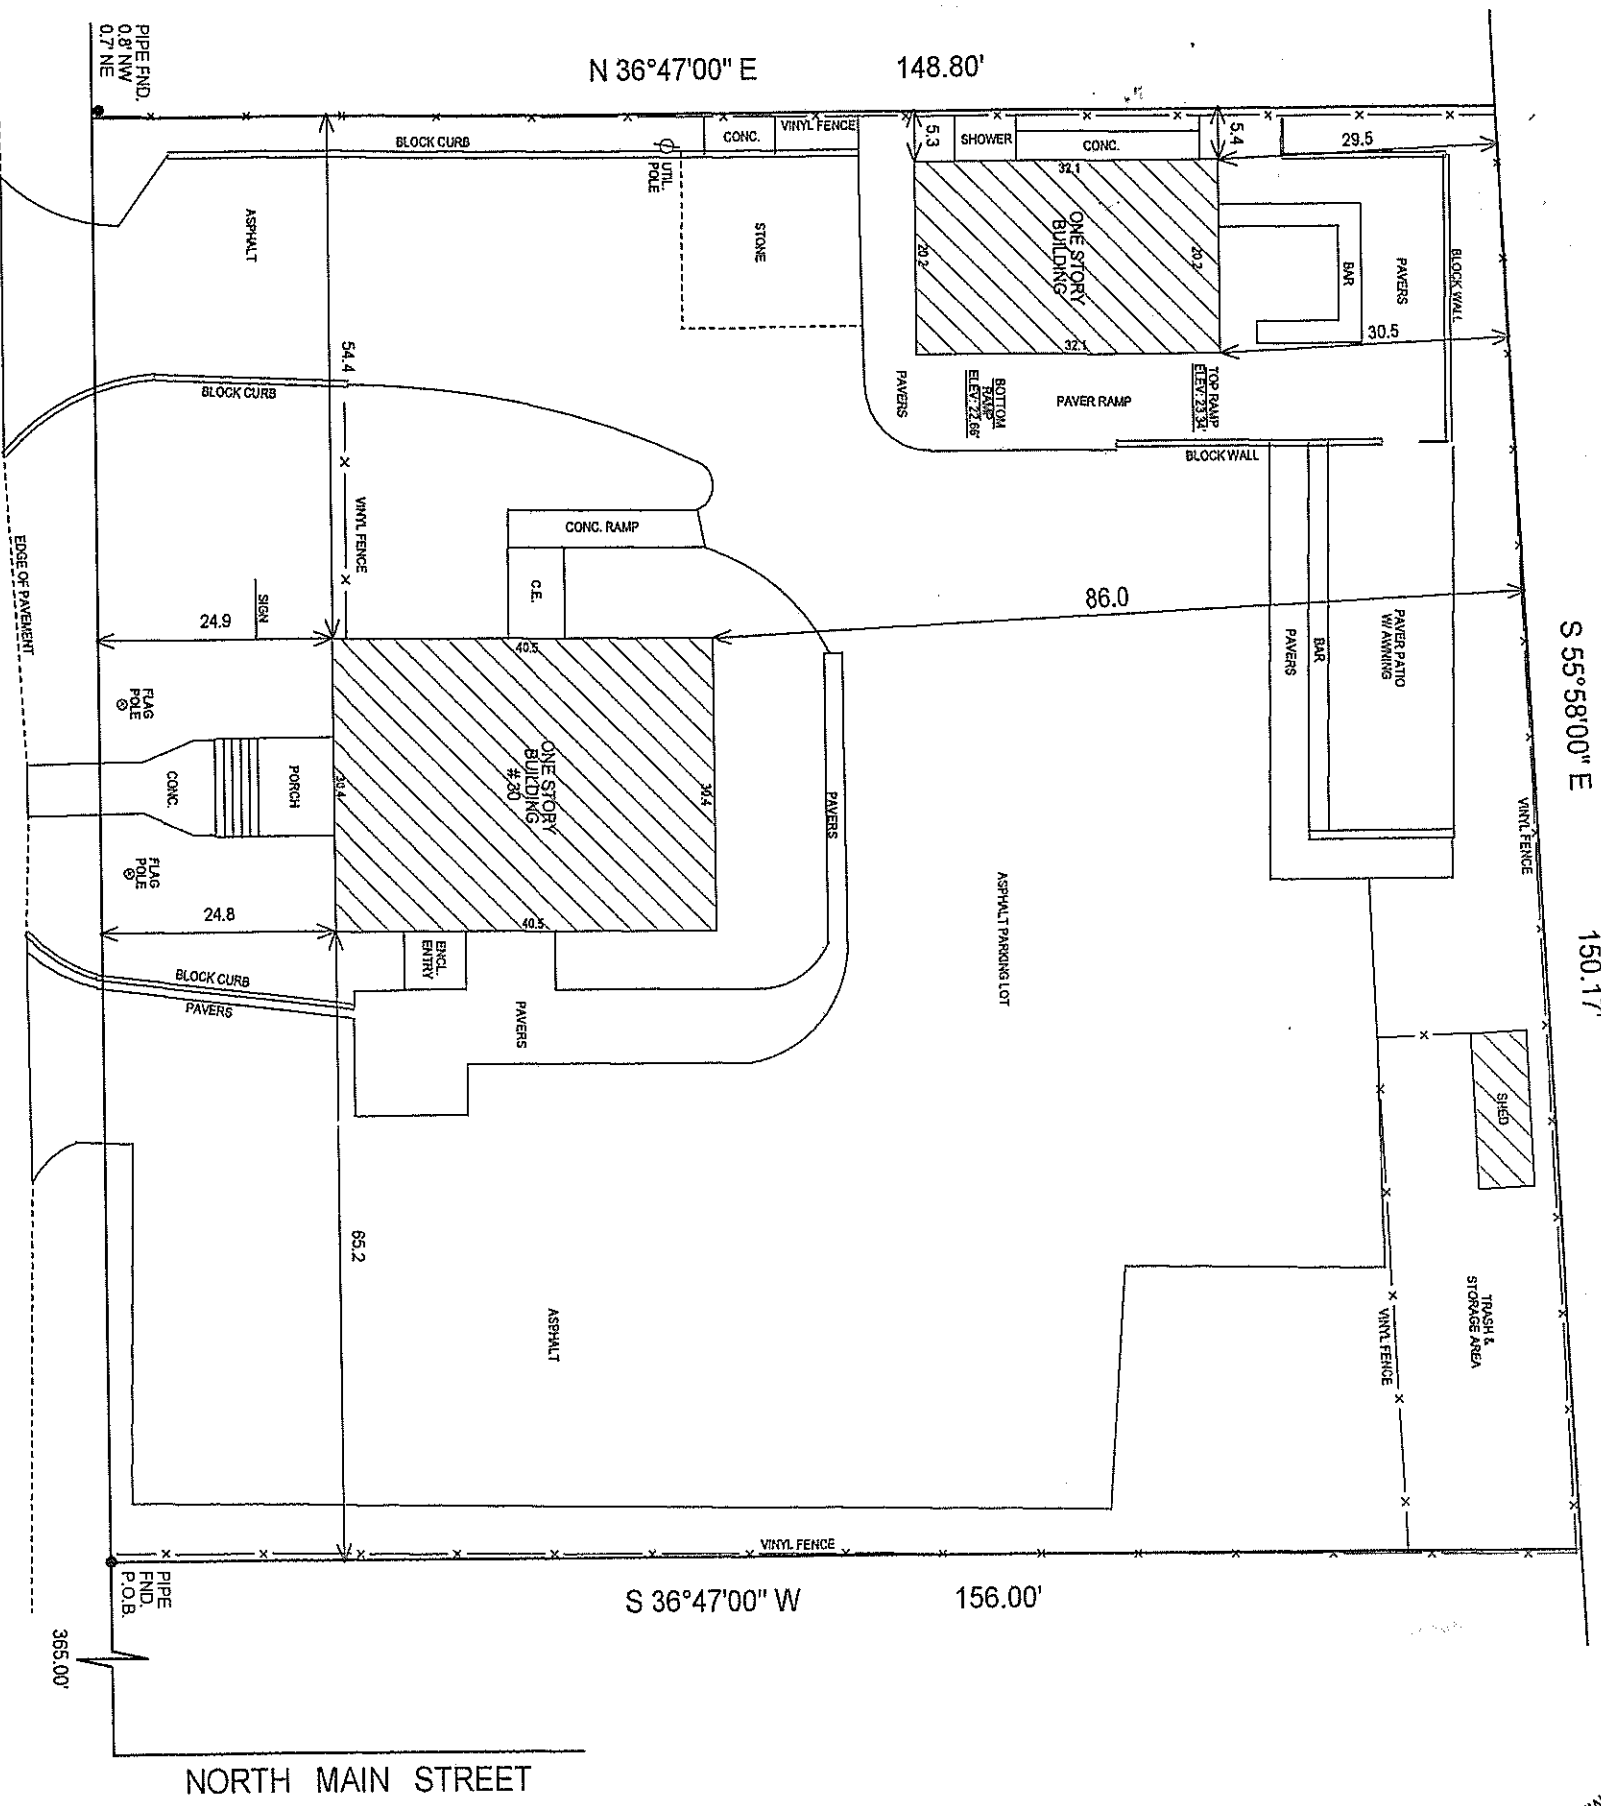 N 36°47'00" E
148.80'
PIPE FND.
0.8' NW
0.7' NE
BLOCK CURB
CONC.
VINYL FENCE
5.3
SHOWER
CONC.
5.4
29.5
UTIL.
POLE
ASPHALT
STONE
32.1
ONE STORY
BUILDING
20.2
20.2
32.1
BAR
PAVERS
BLOCK WALL
30.5
54.4
BLOCK CURB
PAVERS
BOTTOM
RAMP
ELEV: 22.66'
PAVER RAMP
TOP RAMP
ELEV: 23.34'
BLOCK WALL
VINYL FENCE
CONC. RAMP
C.E.
EDGE OF PAVEMENT
SIGN
24.9
86.0
PAVERS
BAR
PAVER PATIO
W/ AWNING
S 55°58'00" E
150.17'
VINYL FENCE
40.5
FLAG
POLE
CONC.
PORCH
30.4
ONE STORY
BUILDING
# 30
30.4
PAVERS
FLAG
POLE
24.8
40.5
ENCL.
ENTRY
BLOCK CURB
PAVERS
PAVERS
ASPHALT PARKING LOT
SHED
65.2
ASPHALT
TRASH &
STORAGE AREA
VINYL FENCE
VINYL FENCE
PIPE
FND.
P.O.B.
S 36°47'00" W
156.00'
365.00'
NORTH MAIN STREET